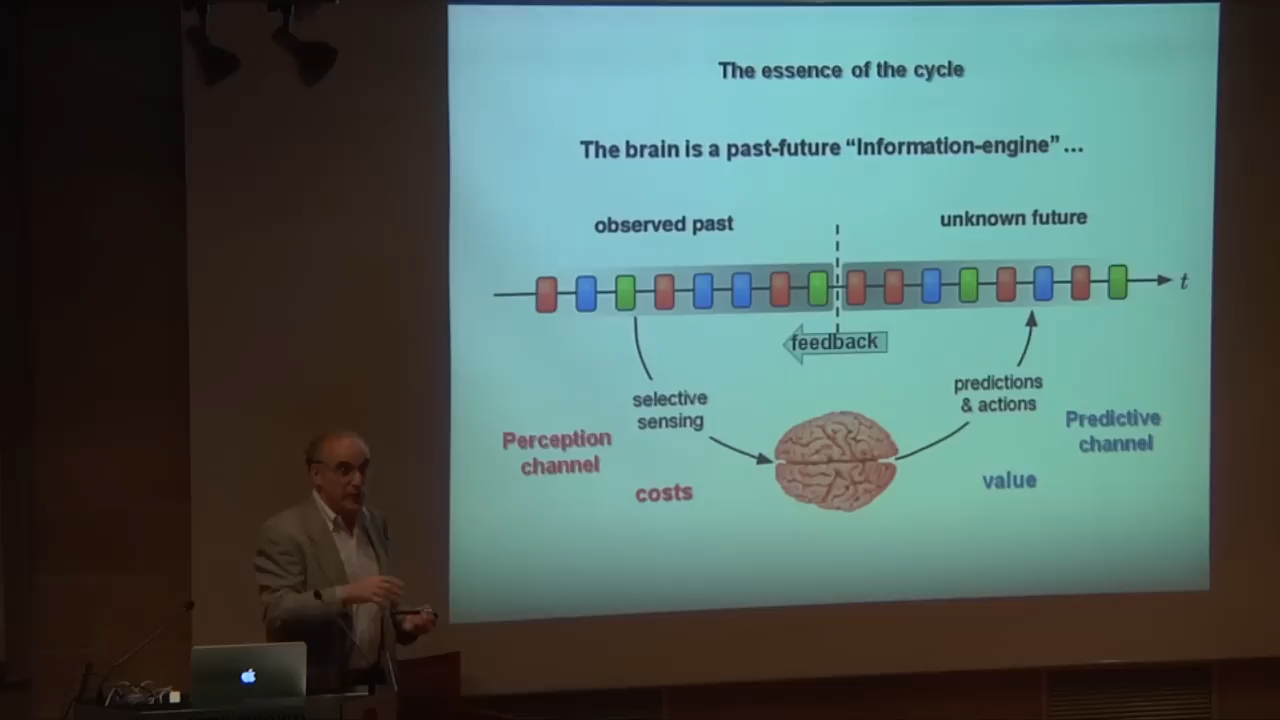 The essence of the cycle
The brain is a past-future “Information-engine” ...
observed past
unknown future
t
feedback
selective
sensing
predictions
& actions
Perception
channel
costs
Predictive
channel
value